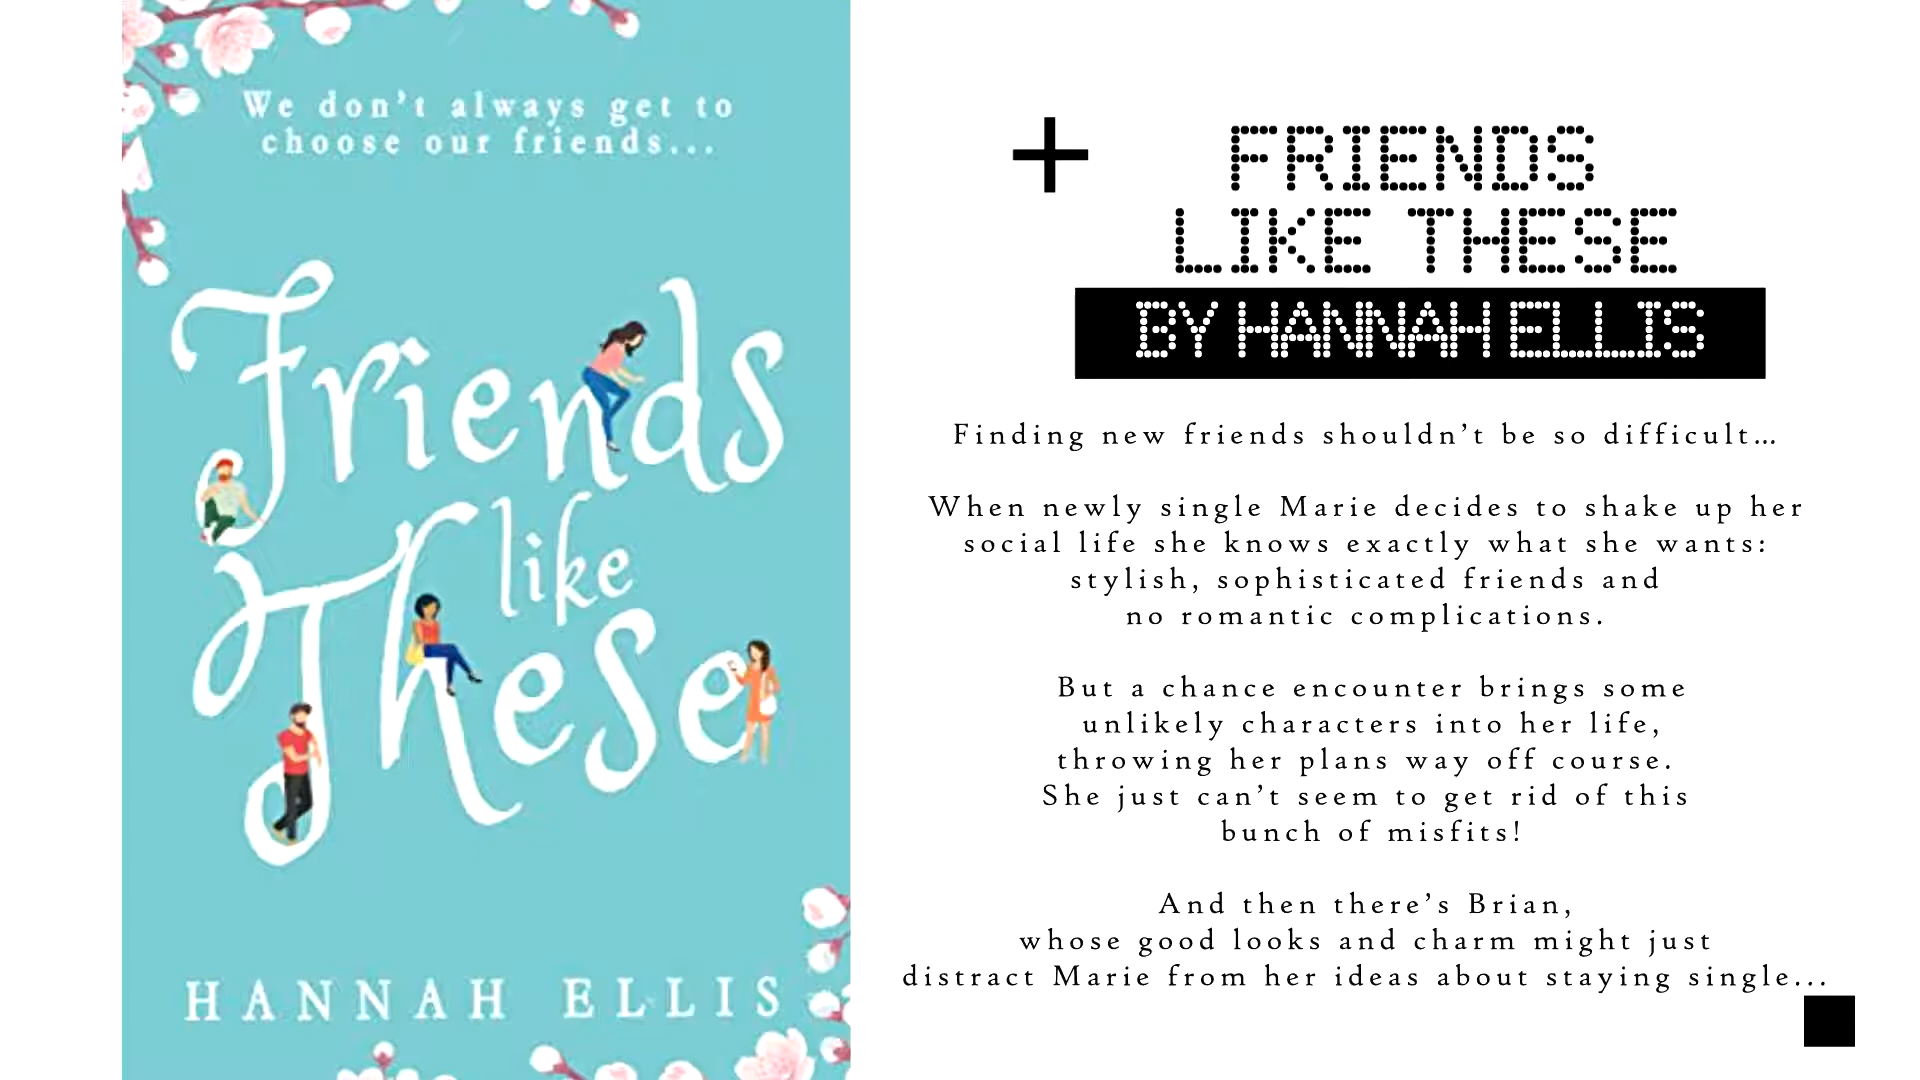 We don't always get to
choose our friends...
Friends
like
These
HANNAH ELLIS
+ FRIENDS
LIKE THESE
BY HANNAH ELLIS
Finding new friends shouldn't be so difficult...
When newly single Marie decides to shake up her
social life she knows exactly what she wants:
stylish, sophisticated friends and
no romantic complications.
But a chance encounter brings some
unlikely characters into her life,
throwing her plans way off course.
She just can't seem to get rid of this
bunch of misfits!
And then there's Brian,
whose good looks and charm might just
distract Marie from her ideas about staying single...